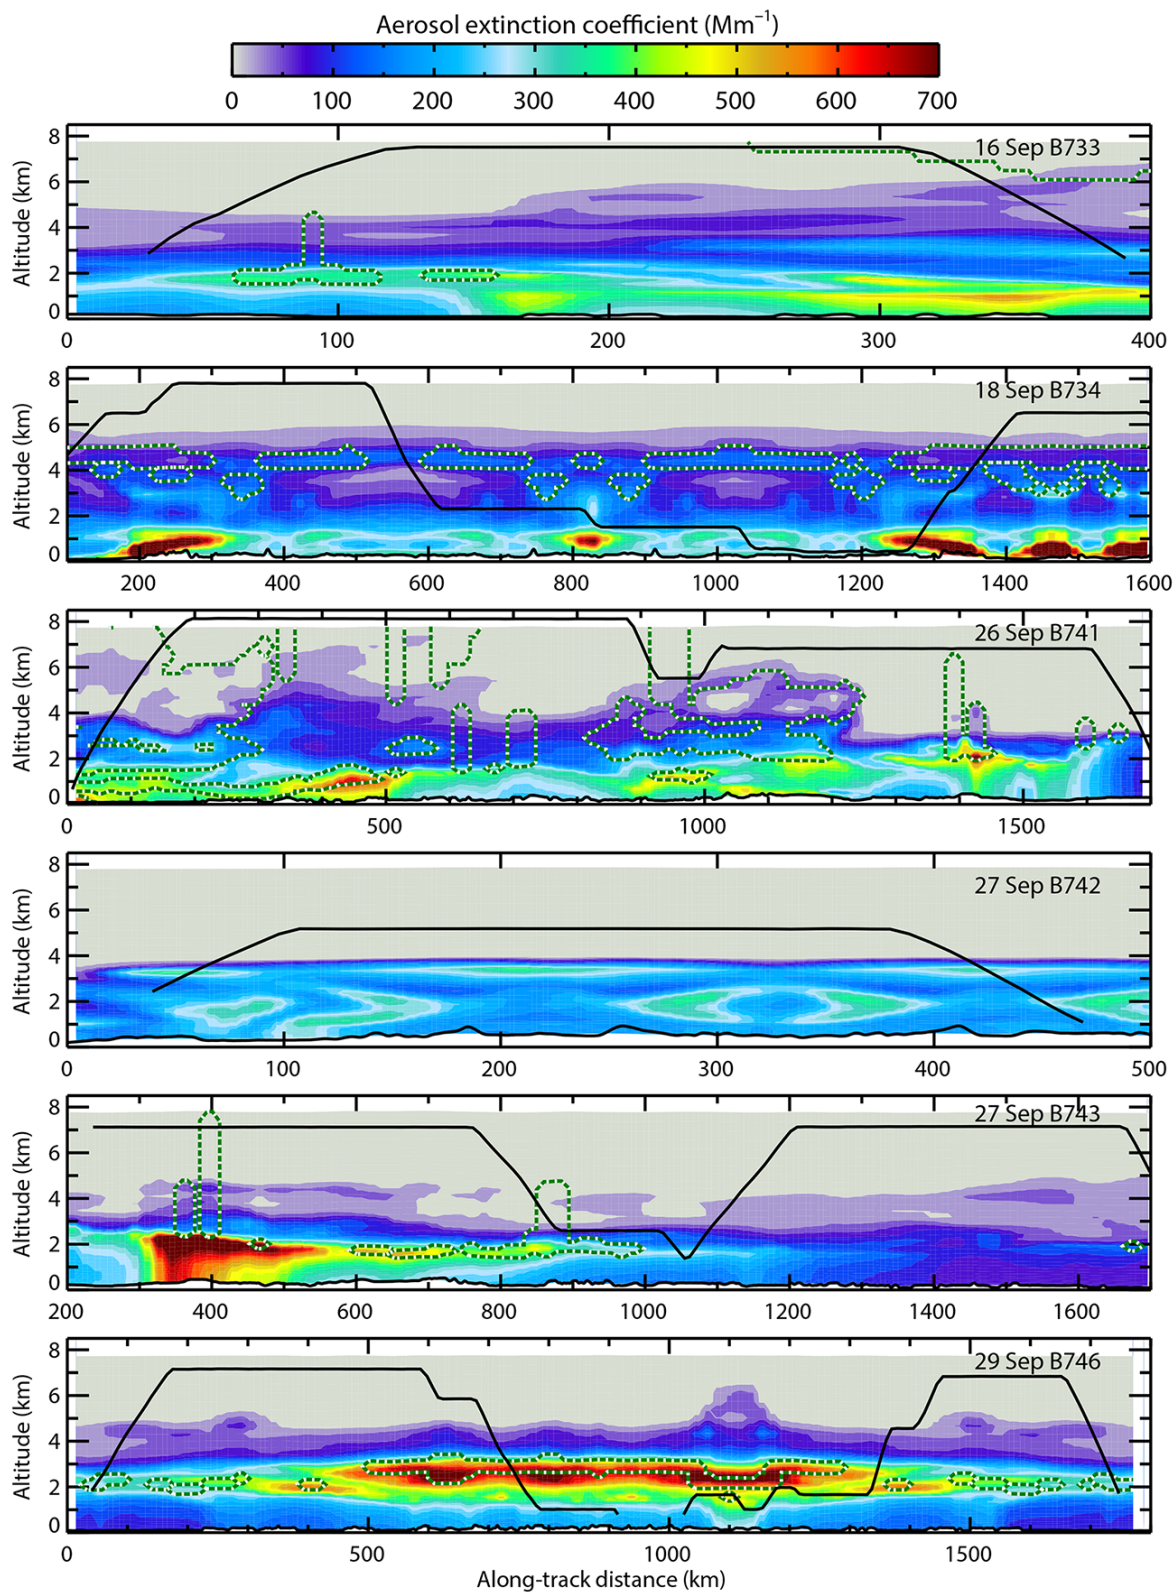 Aerosol extinction coefficient (Mm⁻¹)
0 100 200 300 400 500 600 700
16 Sep B733
Altitude (km)
8
6
4
2
0
0 100 200 300 400
18 Sep B734
Altitude (km)
8
6
4
2
0
200 400 600 800 1000 1200 1400 1600
26 Sep B741
Altitude (km)
8
6
4
2
0
0 500 1000 1500
27 Sep B742
Altitude (km)
8
6
4
2
0
0 100 200 300 400 500
27 Sep B743
Altitude (km)
8
6
4
2
0
200 400 600 800 1000 1200 1400 1600
29 Sep B746
Altitude (km)
8
6
4
2
0
0 500 1000 1500
Along-track distance (km)